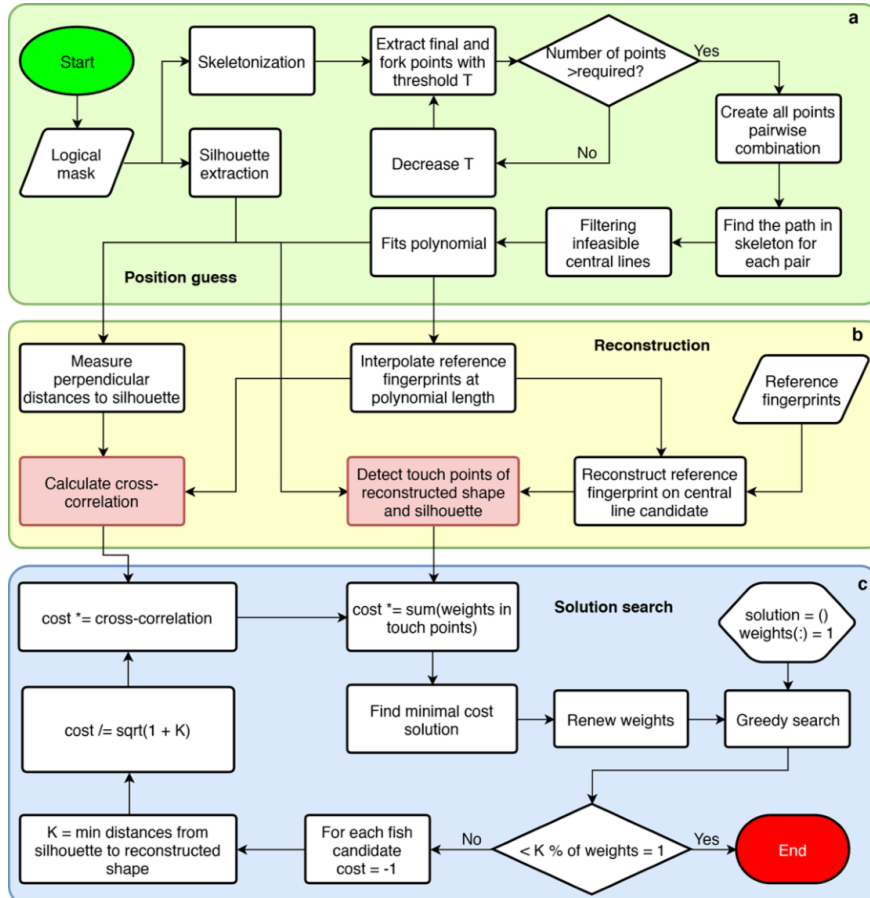 a
Start
Skeletonization
Extract final and
fork points with
threshold T
Number of points
>required?
Yes
Logical
mask
Silhouette
extraction
Decrease T
No
Create all points
pairwise
combination
Fits polynomial
Filtering
infeasible
central lines
Find the path in
skeleton for
each pair
Position guess
b
Reconstruction
Measure
perpendicular
distances to silhouette
Interpolate reference
fingerprints at
polynomial length
Reference
fingerprints
Calculate cross-
correlation
Detect touch points of
reconstructed shape
and silhouette
Reconstruct reference
fingerprint on central
line candidate
c
Solution search
cost *= cross-correlation
cost *= sum(weights in
touch points)
solution = ()
weights(:) = 1
cost /= sqrt(1 + K)
Find minimal cost
solution
Renew weights
Greedy search
K = min distances from
silhouette to reconstructed
shape
For each fish
candidate
cost = -1
No
< K % of weights = 1
Yes
End